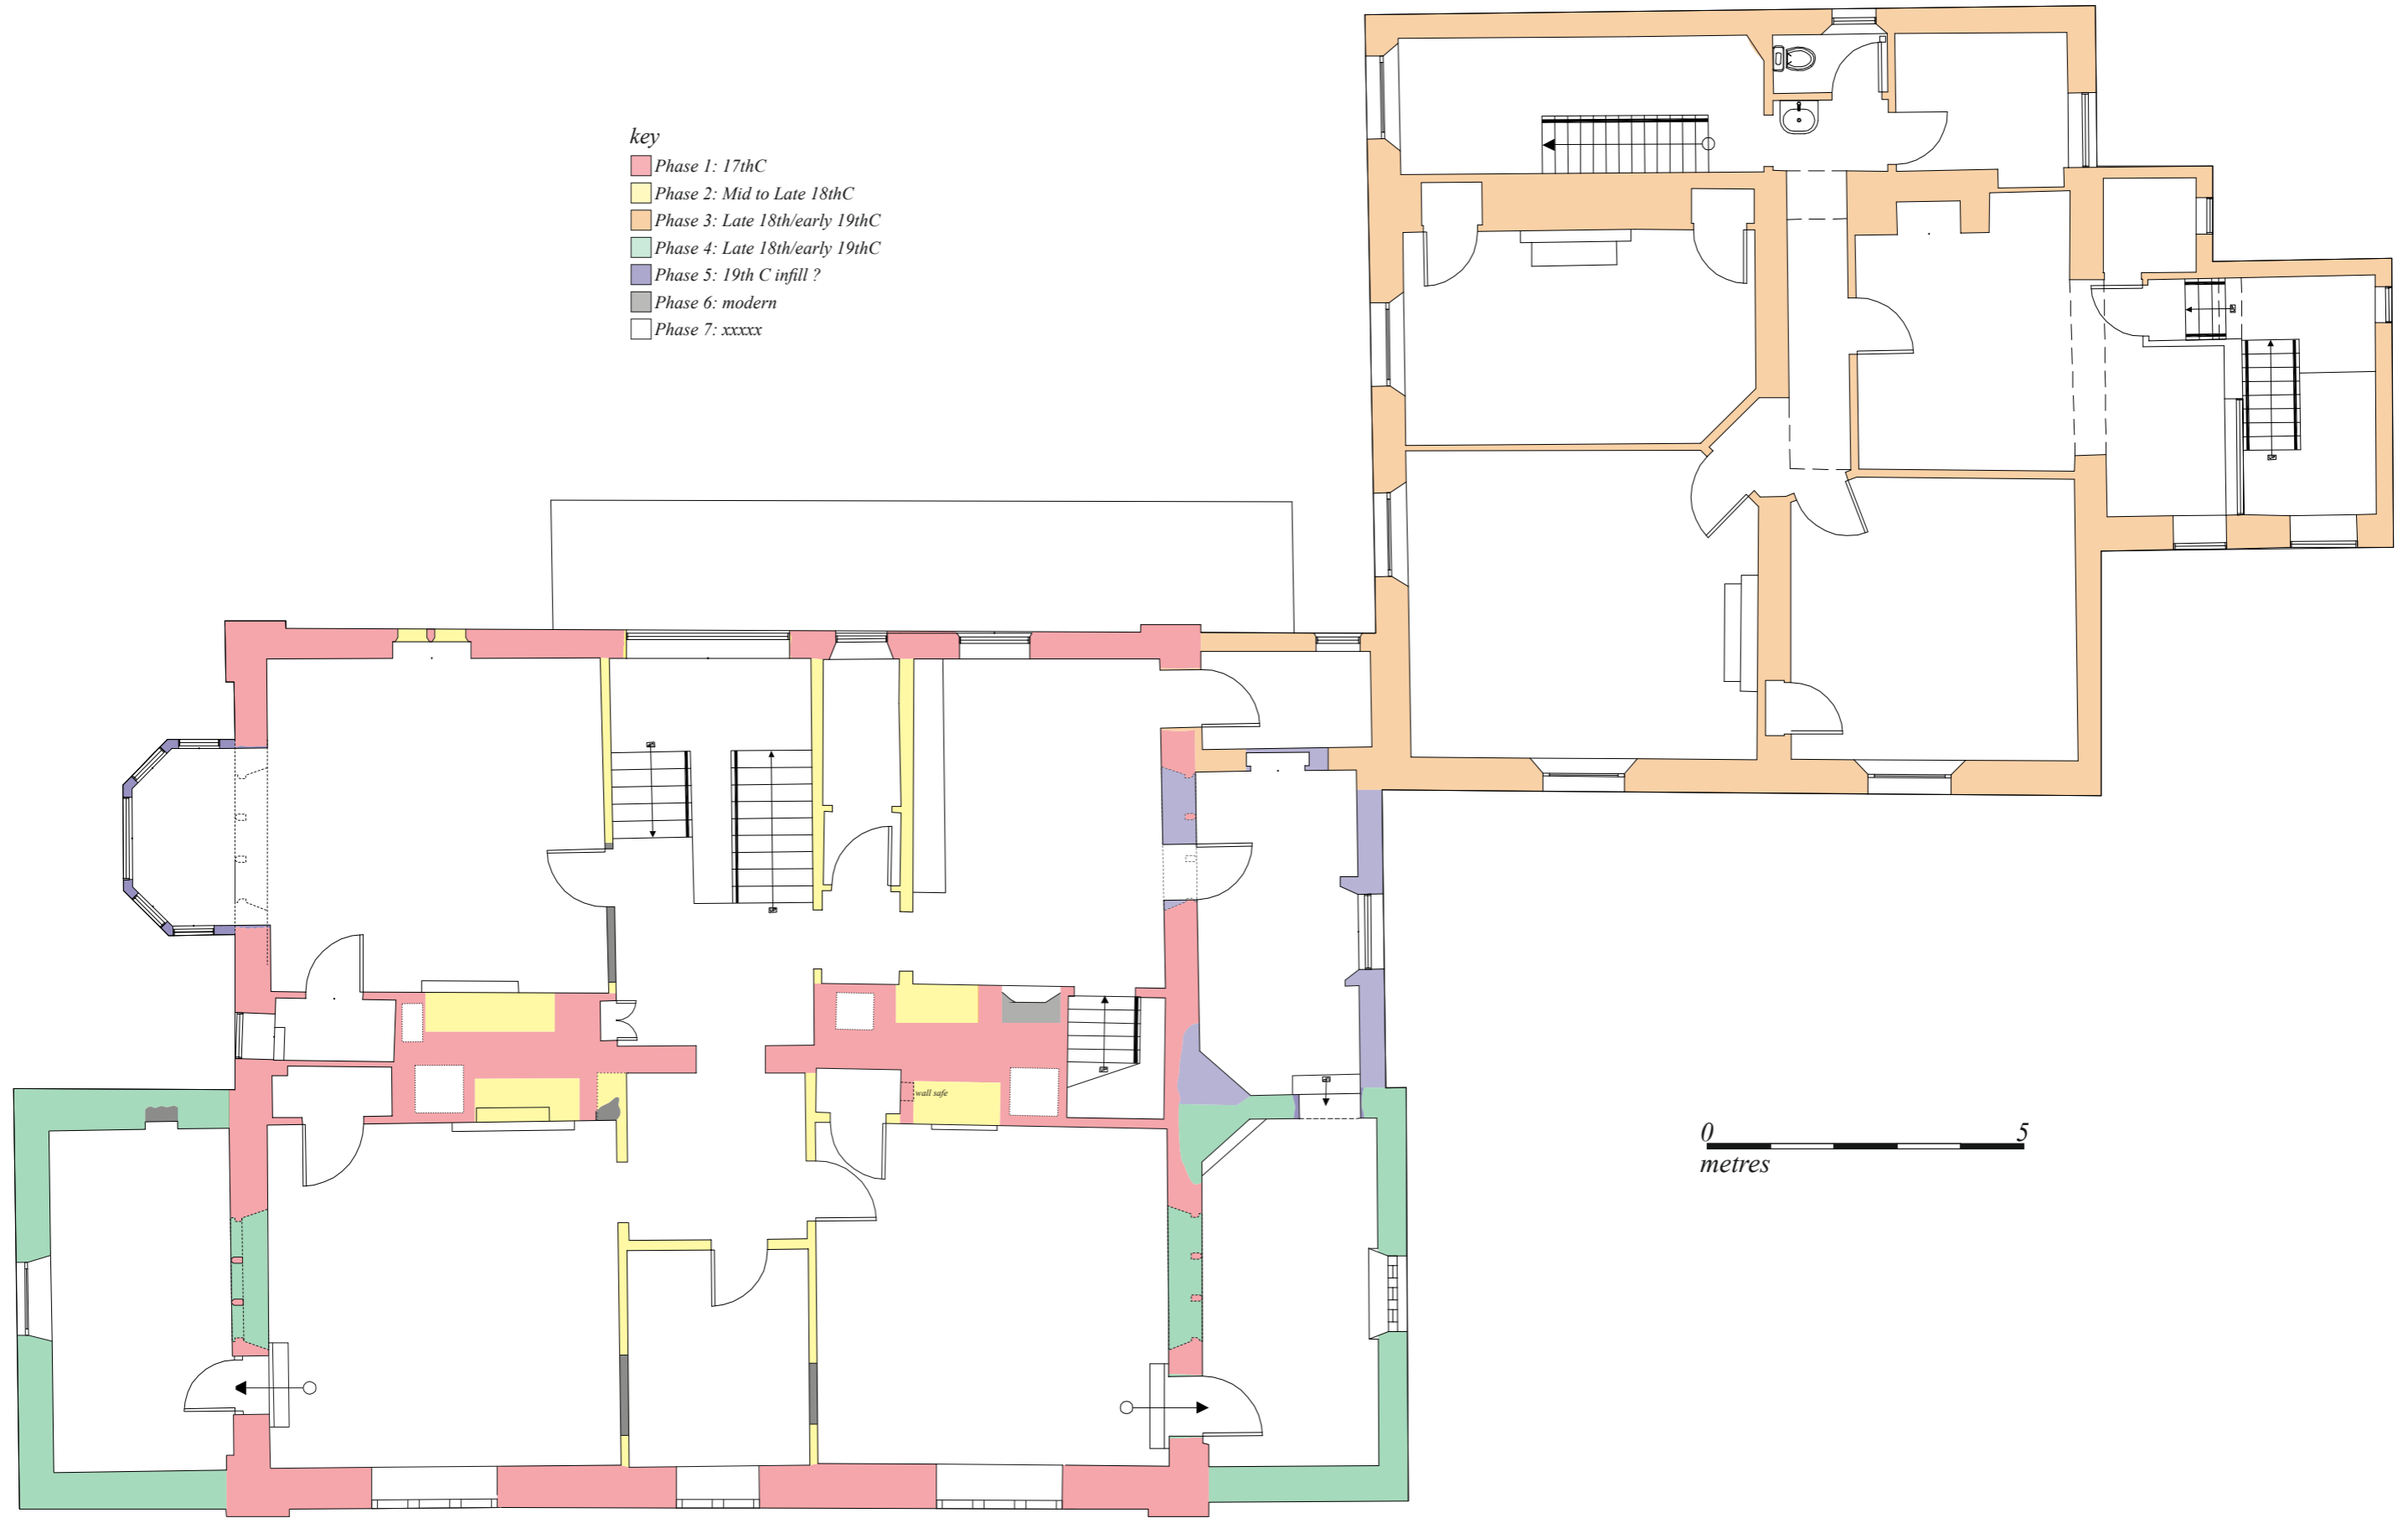 key
Phase 1: 17thC
Phase 2: Mid to Late 18thC
Phase 3: Late 18th/early 19thC
Phase 4: Late 18th/early 19thC
Phase 5: 19th C infill ?
Phase 6: modern
Phase 7: xxxxx
wall safe
0 5
metres